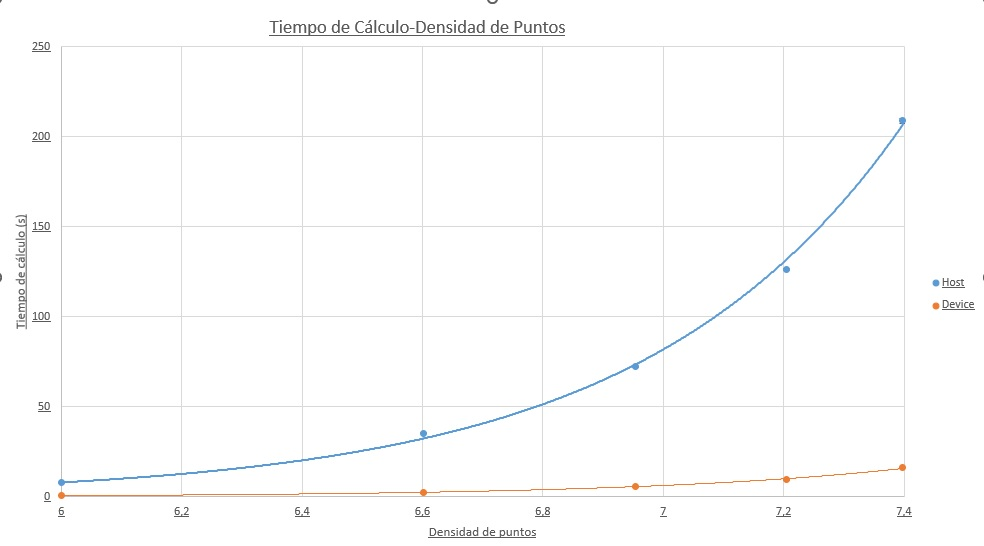 Tiempo de Cálculo-Densidad de Puntos
250
200
150
100
50
0
Tiempo de cálculo (s)
6
6,2
6,4
6,6
6,8
7
7,2
7,4
Densidad de puntos
Host
Device